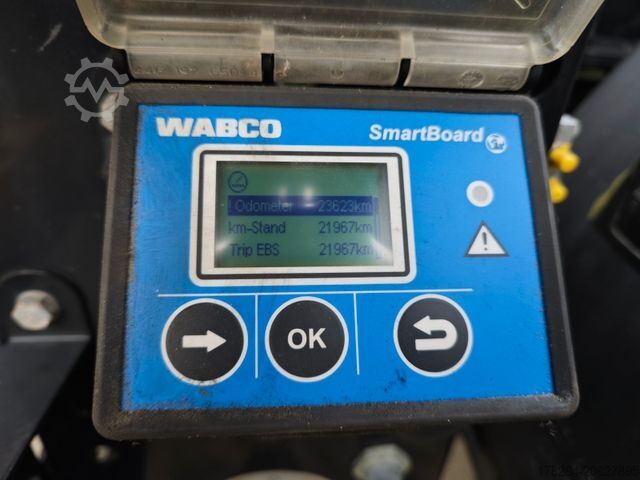 WABCO
SmartBoard
Odometer 23623km
km-Stand 21967km
Trip EBS 21967km
OK